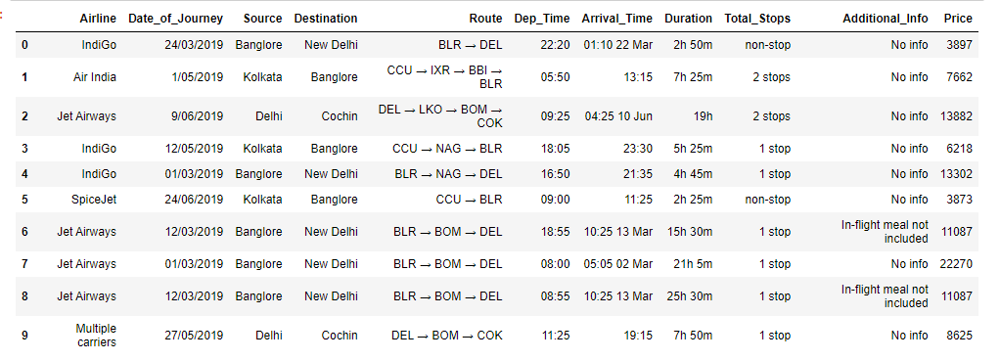 Airline Date_of_Journey Source Destination Route Dep_Time Arrival_Time Duration Total_Stops Additional_Info Price
0 IndiGo 24/03/2019 Banglore New Delhi BLR → DEL 22:20 01:10 22 Mar 2h 50m non-stop No info 3897
1 Air India 1/05/2019 Kolkata Banglore CCU → IXR → BBI → BLR 05:50 13:15 7h 25m 2 stops No info 7662
2 Jet Airways 9/06/2019 Delhi Cochin DEL → LKO → BOM → COK 09:25 04:25 10 Jun 19h 2 stops No info 13882
3 IndiGo 12/05/2019 Kolkata Banglore CCU → NAG → BLR 18:05 23:30 5h 25m 1 stop No info 6218
4 IndiGo 01/03/2019 Banglore New Delhi BLR → NAG → DEL 16:50 21:35 4h 45m 1 stop No info 13302
5 SpiceJet 24/06/2019 Kolkata Banglore CCU → BLR 09:00 11:25 2h 25m non-stop No info 3873
6 Jet Airways 12/03/2019 Banglore New Delhi BLR → BOM → DEL 18:55 10:25 13 Mar 15h 30m 1 stop In-flight meal not included 11087
7 Jet Airways 01/03/2019 Banglore New Delhi BLR → BOM → DEL 08:00 05:05 02 Mar 21h 5m 1 stop No info 22270
8 Jet Airways 12/03/2019 Banglore New Delhi BLR → BOM → DEL 08:55 10:25 13 Mar 25h 30m 1 stop In-flight meal not included 11087
9 Multiple carriers 27/05/2019 Delhi Cochin DEL → BOM → COK 11:25 19:15 7h 50m 1 stop No info 8625